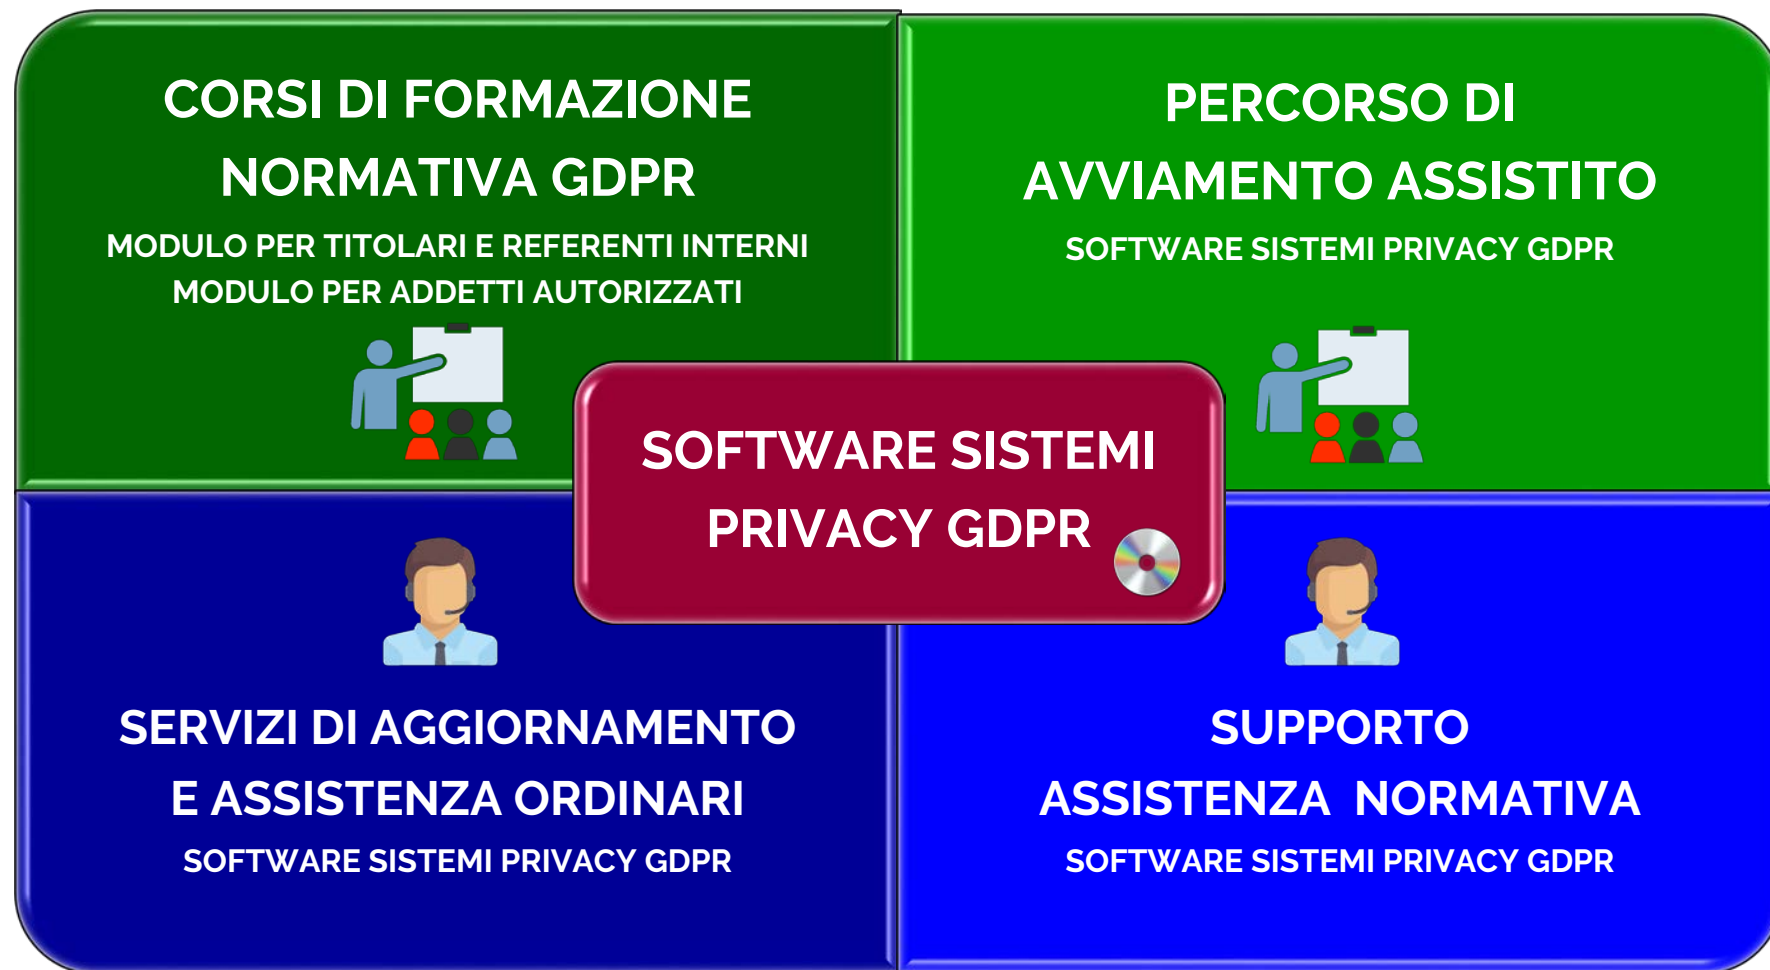 CORSI DI FORMAZIONE
NORMATIVA GDPR
MODULO PER TITOLARI E REFERENTI INTERNI
MODULO PER ADDETTI AUTORIZZATI
PERCORSO DI
AVVIAMENTO ASSISTITO
SOFTWARE SISTEMI PRIVACY GDPR
SOFTWARE SISTEMI
PRIVACY GDPR
SERVIZI DI AGGIORNAMENTO
E ASSISTENZA ORDINARI
SOFTWARE SISTEMI PRIVACY GDPR
SUPPORTO
ASSISTENZA NORMATIVA
SOFTWARE SISTEMI PRIVACY GDPR